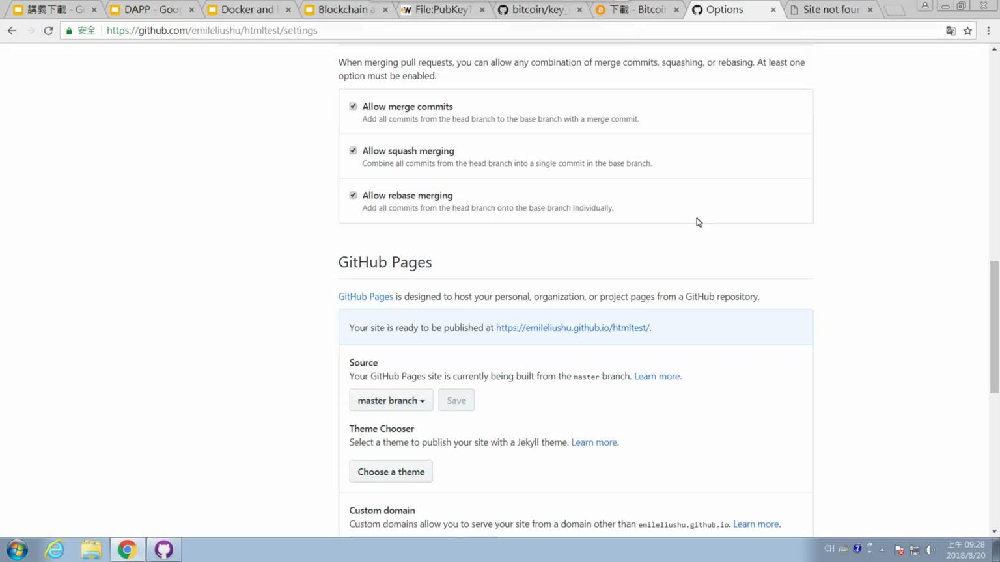 講義下載 - G
DAPP - Goog
Docker and
Blockchain a
File:PubKeyT
bitcoin/key_
下載 - Bitcoi
Options
Site not foun
安全 https://github.com/emileliushu/htmltest/settings
When merging pull requests, you can allow any combination of merge commits, squashing, or rebasing. At least one
option must be enabled.
Allow merge commits
Add all commits from the head branch to the base branch with a merge commit.
Allow squash merging
Combine all commits from the head branch into a single commit in the base branch.
Allow rebase merging
Add all commits from the head branch onto the base branch individually.
GitHub Pages
GitHub Pages is designed to host your personal, organization, or project pages from a GitHub repository.
Your site is ready to be published at https://emileliushu.github.io/htmltest/.
Source
Your GitHub Pages site is currently being built from the master branch. Learn more.
master branch Save
Theme Chooser
Select a theme to publish your site with a Jekyll theme. Learn more.
Choose a theme
Custom domain
Custom domains allow you to serve your site from a domain other than emileliushu.github.io. Learn more.
CH
上午 09:28
2018/8/20